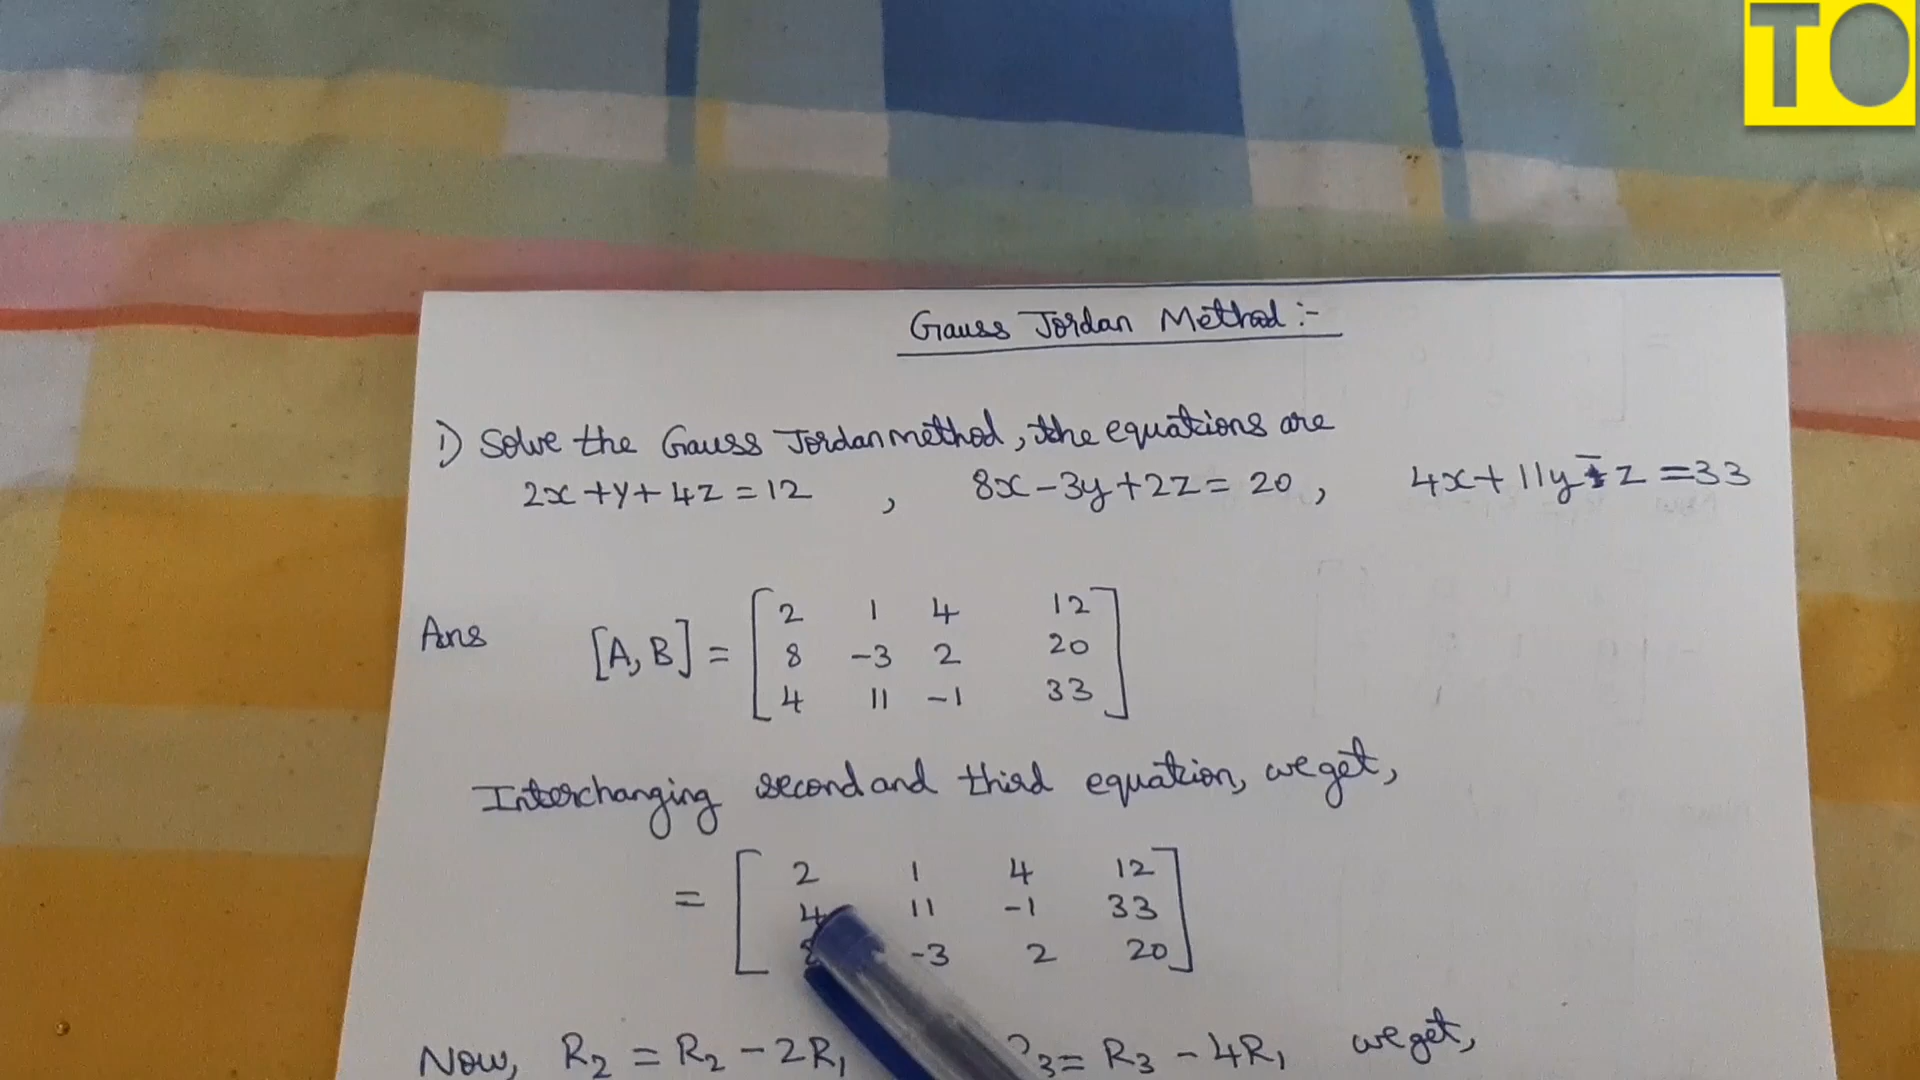 TO
Gauss Jordan Method :-
1) Solve the Gauss Jordan method, the equations are
2x + y + 4z = 12 , 8x - 3y + 2z = 20 , 4x + 11y - z = 33
Ans [A, B] = [ 2 1 4 12
8 -3 2 20
4 11 -1 33 ]
Interchanging second and third equation, we get,
= [ 2 1 4 12
4 11 -1 33
-3 2 20 ]
Now, R2 = R2 - 2R1 3 = R3 - 4R1 we get,